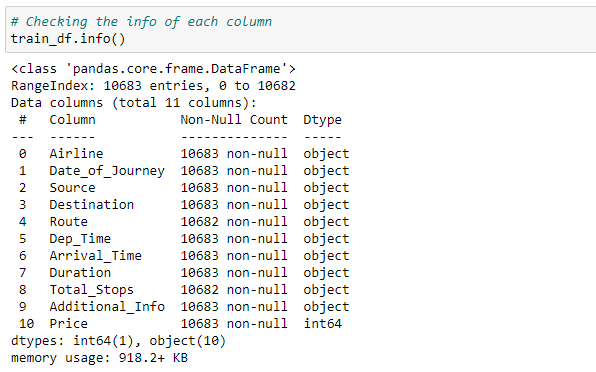 # Checking the info of each column
train_df.info()
<class 'pandas.core.frame.DataFrame'>
RangeIndex: 10683 entries, 0 to 10682
Data columns (total 11 columns):
 #   Column           Non-Null Count  Dtype
---  ------           --------------  -----
 0   Airline          10683 non-null  object
 1   Date_of_Journey  10683 non-null  object
 2   Source           10683 non-null  object
 3   Destination      10683 non-null  object
 4   Route            10682 non-null  object
 5   Dep_Time         10683 non-null  object
 6   Arrival_Time     10683 non-null  object
 7   Duration         10683 non-null  object
 8   Total_Stops      10682 non-null  object
 9   Additional_Info  10683 non-null  object
 10  Price            10683 non-null  int64
dtypes: int64(1), object(10)
memory usage: 918.2+ KB